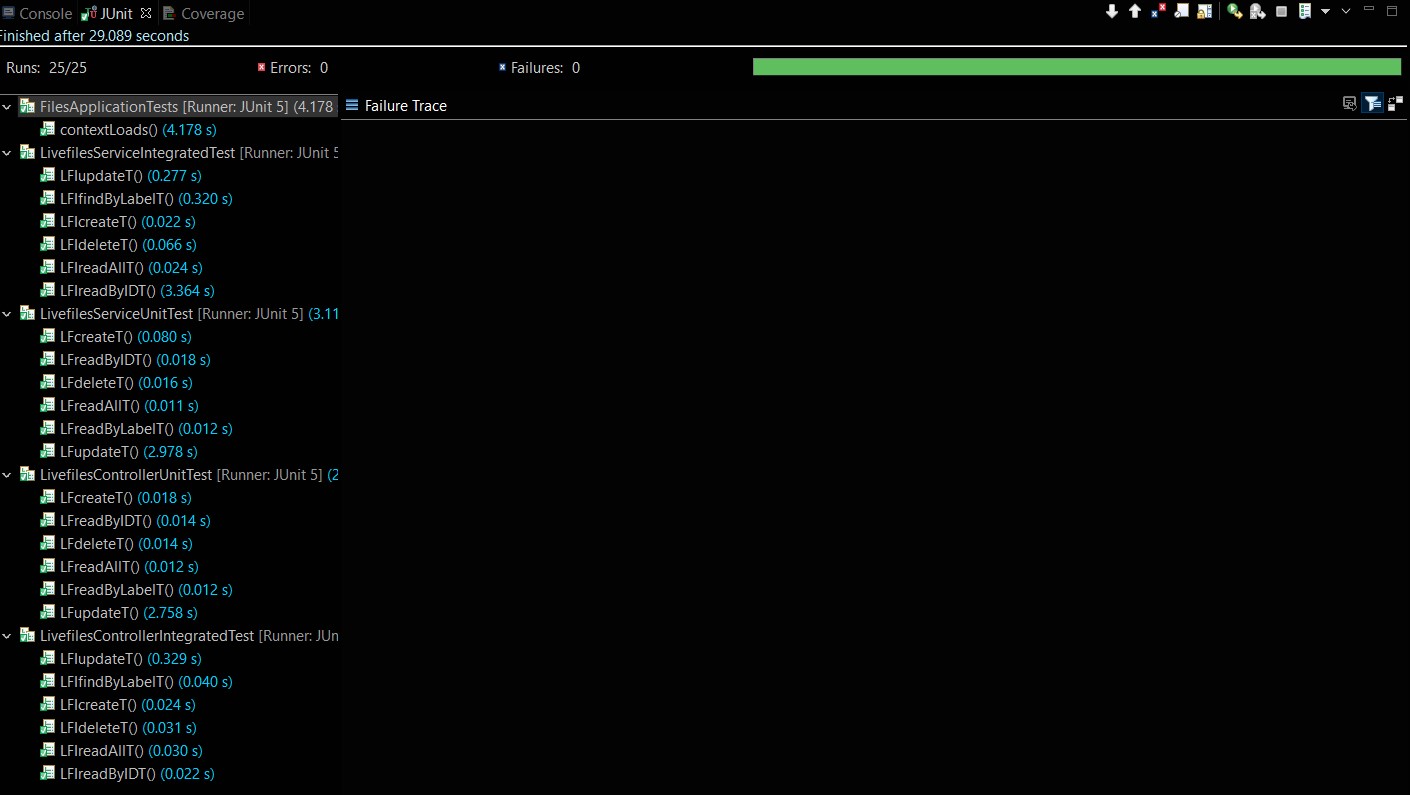 Console JUnit Coverage
Finished after 29.089 seconds
Runs: 25/25 Errors: 0 Failures: 0
FilesApplicationTests [Runner: JUnit 5] (4.178
Failure Trace
contextLoads() (4.178 s)
LivefilesServiceIntegratedTest [Runner: JUnit 5
LFIupdateT() (0.277 s)
LFIfindByLabelT() (0.320 s)
LFIcreateT() (0.022 s)
LFIdeleteT() (0.066 s)
LFIreadAllT() (0.024 s)
LFIreadByIDT() (3.364 s)
LivefilesServiceUnitTest [Runner: JUnit 5] (3.11
LFcreateT() (0.080 s)
LFreadByIDT() (0.018 s)
LFdeleteT() (0.016 s)
LFreadAllT() (0.011 s)
LFreadByLabelT() (0.012 s)
LFupdateT() (2.978 s)
LivefilesControllerUnitTest [Runner: JUnit 5] (2
LFcreateT() (0.018 s)
LFreadByIDT() (0.014 s)
LFdeleteT() (0.014 s)
LFreadAllT() (0.012 s)
LFreadByLabelT() (0.012 s)
LFupdateT() (2.758 s)
LivefilesControllerIntegratedTest [Runner: JUn
LFIupdateT() (0.329 s)
LFIfindByLabelT() (0.040 s)
LFIcreateT() (0.024 s)
LFIdeleteT() (0.031 s)
LFIreadAllT() (0.030 s)
LFIreadByIDT() (0.022 s)